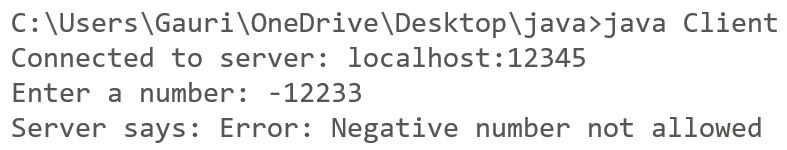 C:\Users\Gauri\OneDrive\Desktop\java>java Client
Connected to server: localhost:12345
Enter a number: -12233
Server says: Error: Negative number not allowed